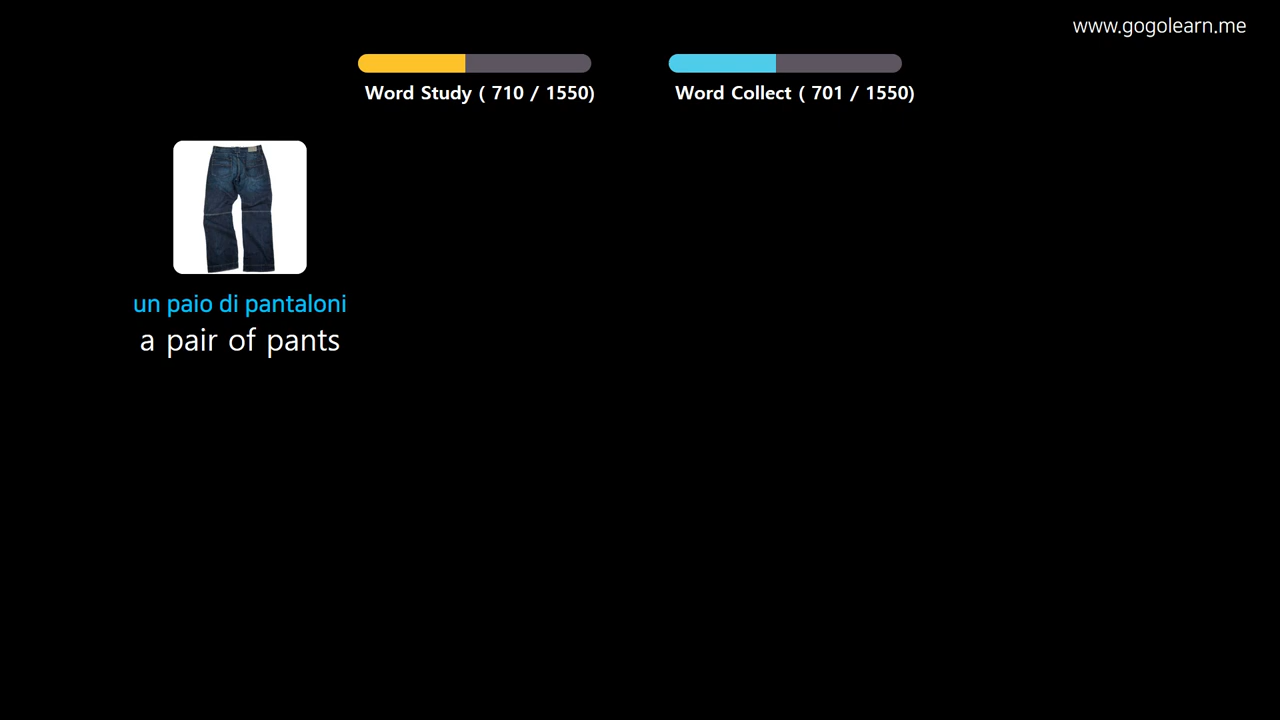 www.gogolearn.me
Word Study ( 710 / 1550)
Word Collect ( 701 / 1550)
un paio di pantaloni
a pair of pants